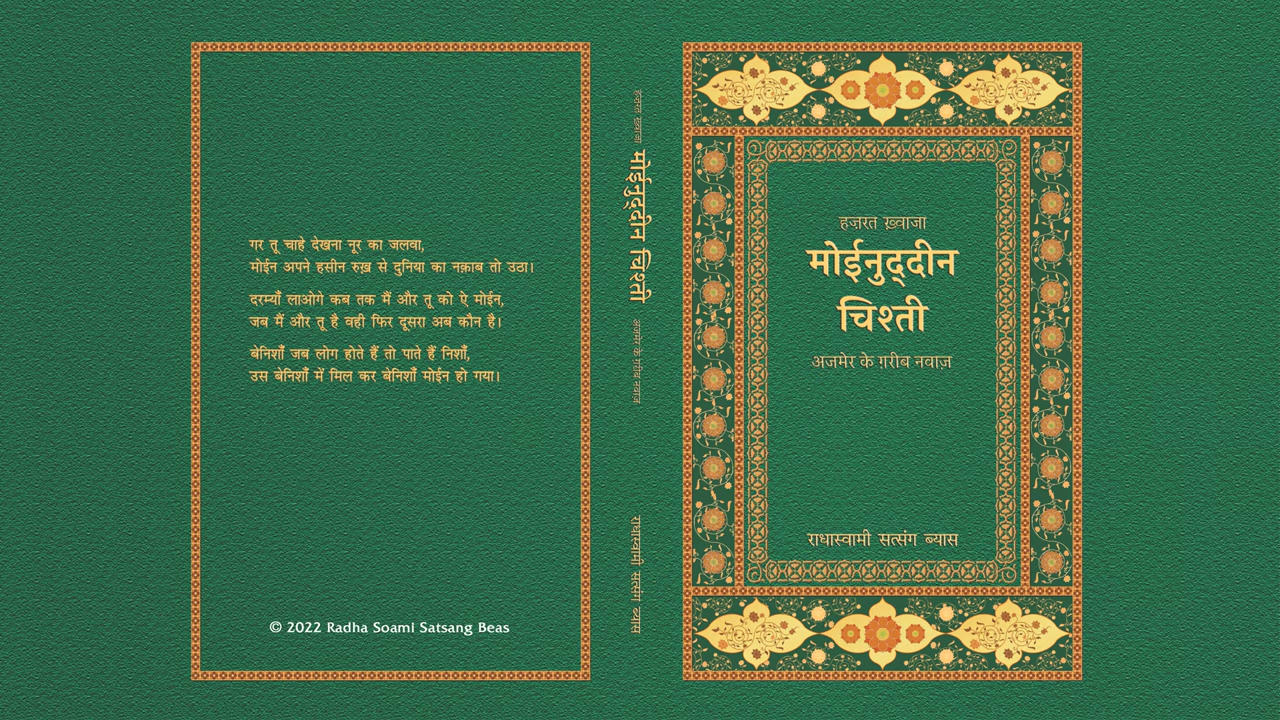 गर तू चाहे देखना नूर का जलवा,
मोईन अपने हसीन रुख़ से दुनिया का नक़ाब तो उठा।
दरम्याँ लाओगे कब तक मैं और तू को ऐ मोईन,
जब मैं और तू है वही फिर दूसरा अब कौन है।
बेनिशाँ जब लोग होते हैं तो पाते हैं निशाँ,
उस बेनिशाँ में मिल कर बेनिशाँ मोईन हो गया।
© 2022 Radha Soami Satsang Beas
हज़रत ख़्वाजा मोईनुद्दीन चिश्ती अजमेर के ग़रीब नवाज़ राधास्वामी सत्संग ब्यास
हज़रत ख़्वाजा
मोईनुद्दीन
चिश्ती
अजमेर के ग़रीब नवाज़
राधास्वामी सत्संग ब्यास